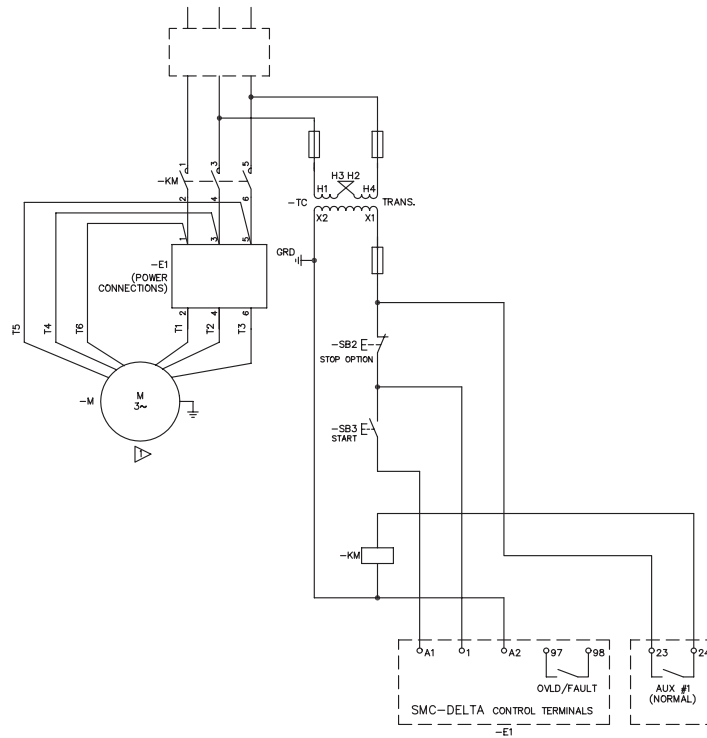 1
3
5
-KM
2
4
6
H3 H2
H1
H4
-TC
TRANS.
X2
X1
1
3
5
-E1
(POWER
CONNECTIONS)
GRD
2
4
6
T5
T4
T6
T1
T2
T3
-SB2
STOP OPTION
-M
M
3~
1
-SB3
START
-KM
A1
1
A2
97
98
23
24
OVLD/FAULT
AUX #1
(NORMAL)
SMC-DELTA CONTROL TERMINALS
-E1